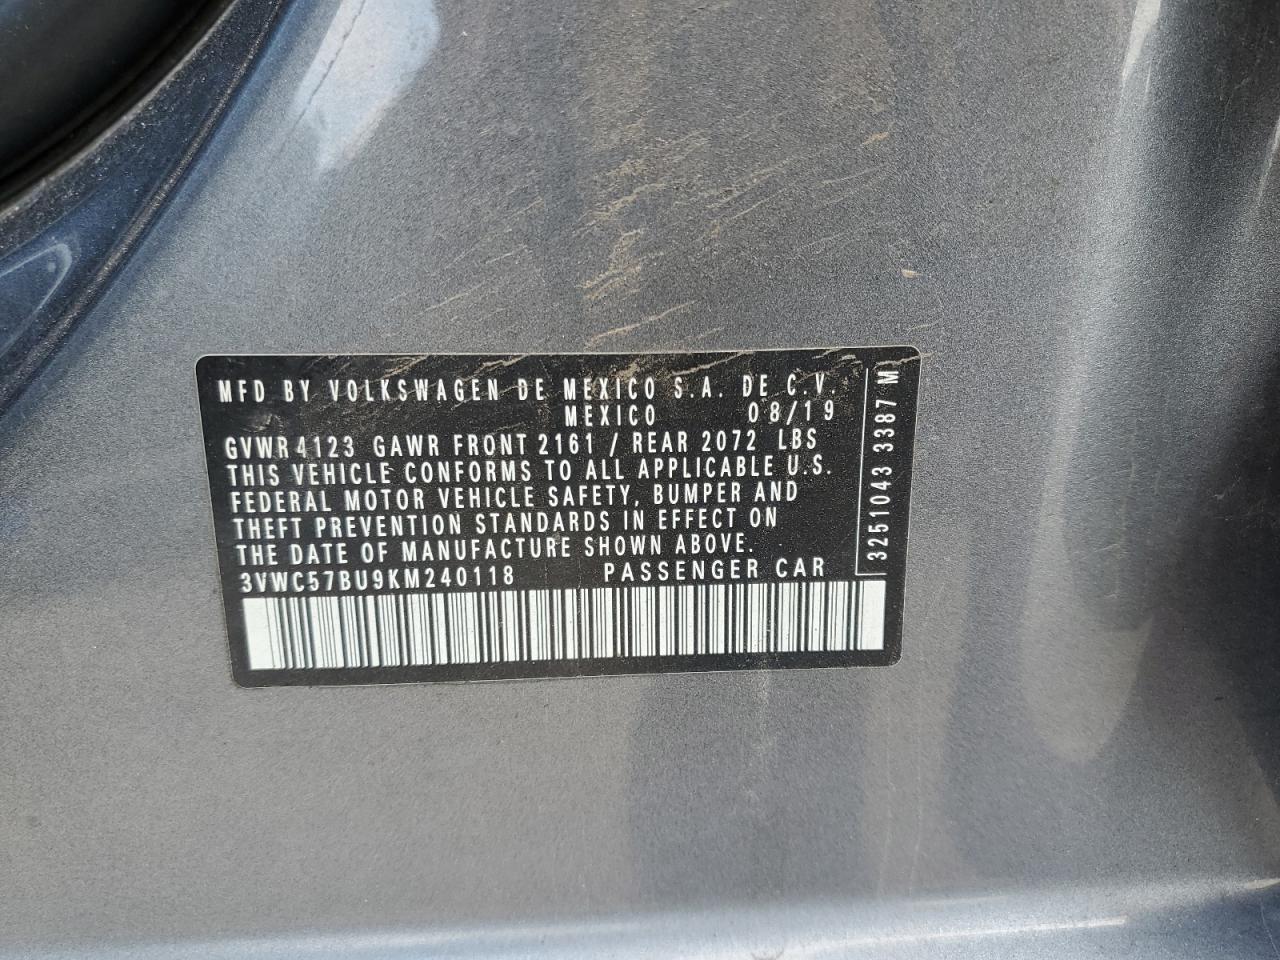 MFD BY VOLKSWAGEN DE MEXICO S.A. DE C.V.
MEXICO 08/19
GVWR 4123 GAWR FRONT 2161 / REAR 2072 LBS
THIS VEHICLE CONFORMS TO ALL APPLICABLE U.S.
FEDERAL MOTOR VEHICLE SAFETY, BUMPER AND
THEFT PREVENTION STANDARDS IN EFFECT ON
THE DATE OF MANUFACTURE SHOWN ABOVE.
3VWC57BU9KM240118 PASSENGER CAR
3251043 3387 M